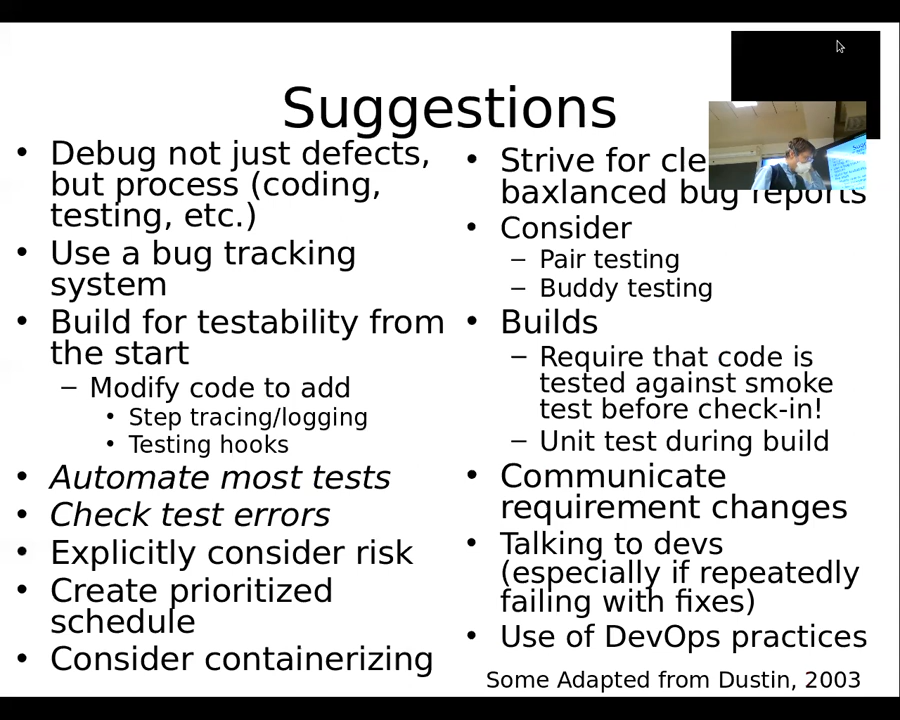 Suggestions
• Debug not just defects,
but process (coding,
testing, etc.)
• Use a bug tracking
system
• Build for testability from
the start
– Modify code to add
• Step tracing/logging
• Testing hooks
• Automate most tests
• Check test errors
• Explicitly consider risk
• Create prioritized
schedule
• Consider containerizing
• Strive for
baxlanced bug reports
• Consider
– Pair testing
– Buddy testing
• Builds
– Require that code is
tested against smoke
test before check-in!
– Unit test during build
• Communicate
requirement changes
• Talking to devs
(especially if repeatedly
failing with fixes)
• Use of DevOps practices
Some Adapted from Dustin, 2003